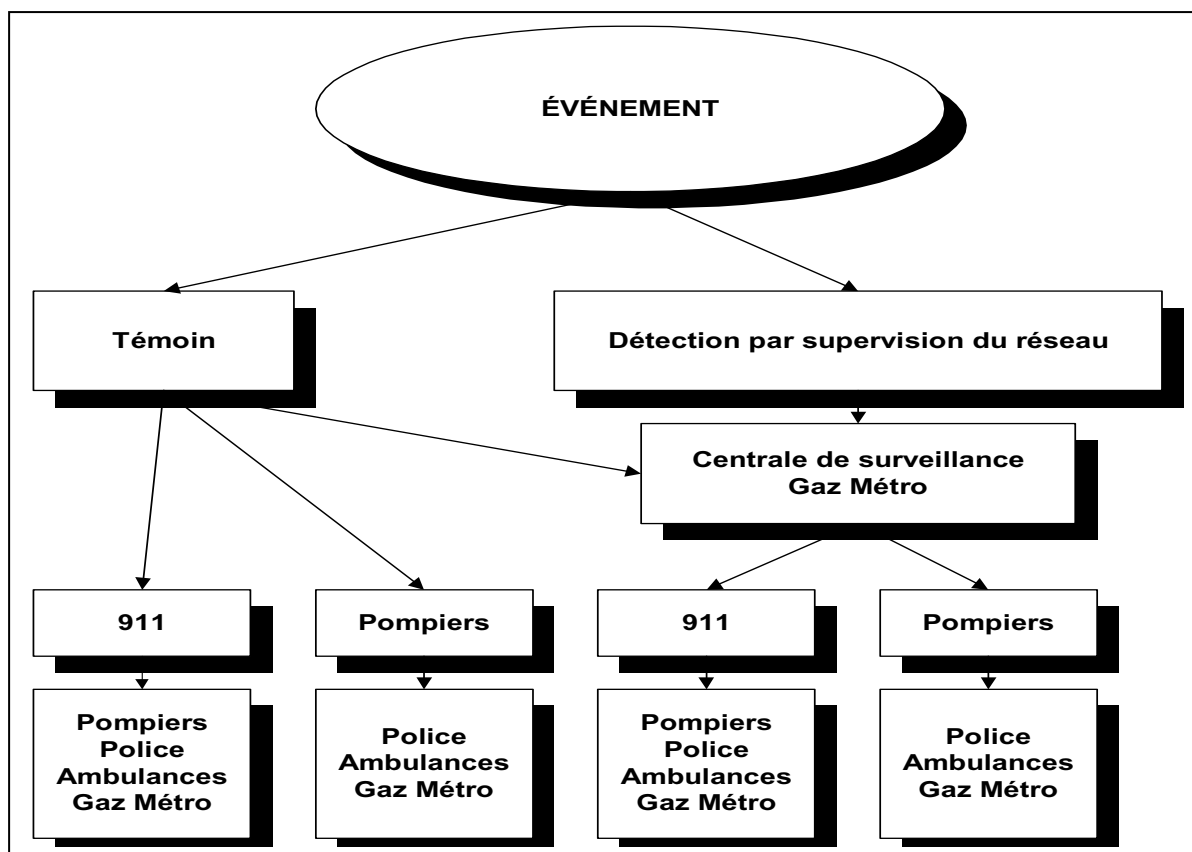 ÉVÉNEMENT
Témoin
Détection par supervision du réseau
Centrale de surveillance
Gaz Métro
911
Pompiers
911
Pompiers
Pompiers
Police
Ambulances
Gaz Métro
Police
Ambulances
Gaz Métro
Pompiers
Police
Ambulances
Gaz Métro
Police
Ambulances
Gaz Métro